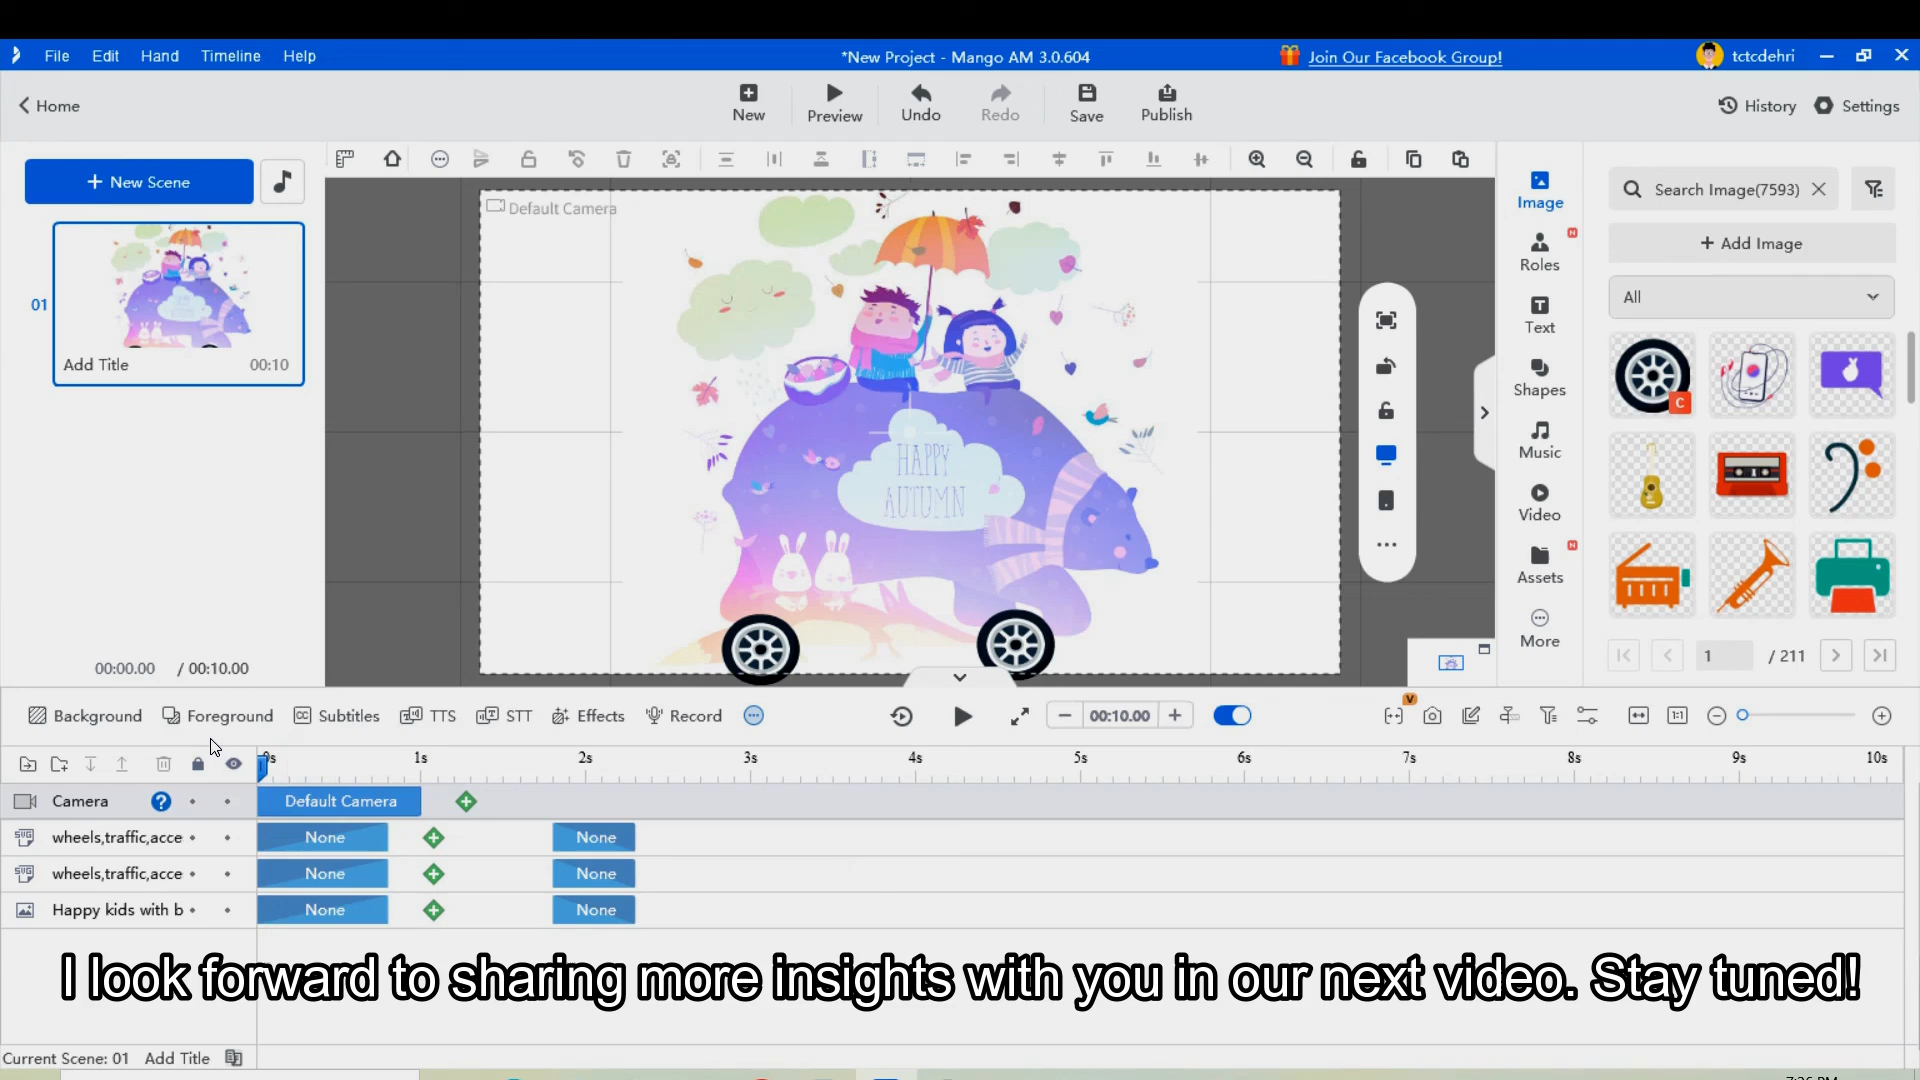 File Edit Hand Timeline Help
*New Project - Mango AM 3.0.604
Join Our Facebook Group!
tctcdehri
Home
New
Preview
Undo
Redo
Save
Publish
History
Settings
+ New Scene
01
Add Title 00:10
Default Camera
HAPPY
AUTUMN
Image
Roles
N
Text
Shapes
Music
Video
Assets
N
More
Search Image(7593)
+ Add Image
All
C
1 / 211
00:00.00 / 00:10.00
Background
Foreground
Subtitles
TTS
STT
Effects
Record
00:10.00
V
1:1
0s 1s 2s 3s 4s 5s 6s 7s 8s 9s 10s
Camera ? Default Camera
SVG wheels,traffic,acce None None
SVG wheels,traffic,acce None None
Happy kids with b None None
I look forward to sharing more insights with you in our next video. Stay tuned!
Current Scene: 01 Add Title